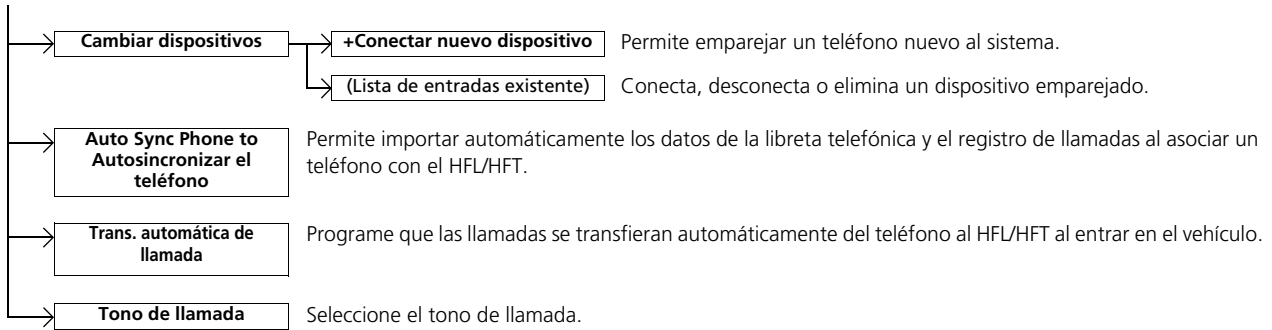 Cambiar dispositivos
+Conectar nuevo dispositivo
Permite emparejar un teléfono nuevo al sistema.
(Lista de entradas existente)
Conecta, desconecta o elimina un dispositivo emparejado.
Auto Sync Phone to
Autosincronizar el
teléfono
Permite importar automáticamente los datos de la libreta telefónica y el registro de llamadas al asociar un
teléfono con el HFL/HFT.
Trans. automática de
llamada
Programe que las llamadas se transfieran automáticamente del teléfono al HFL/HFT al entrar en el vehículo.
Tono de llamada
Seleccione el tono de llamada.